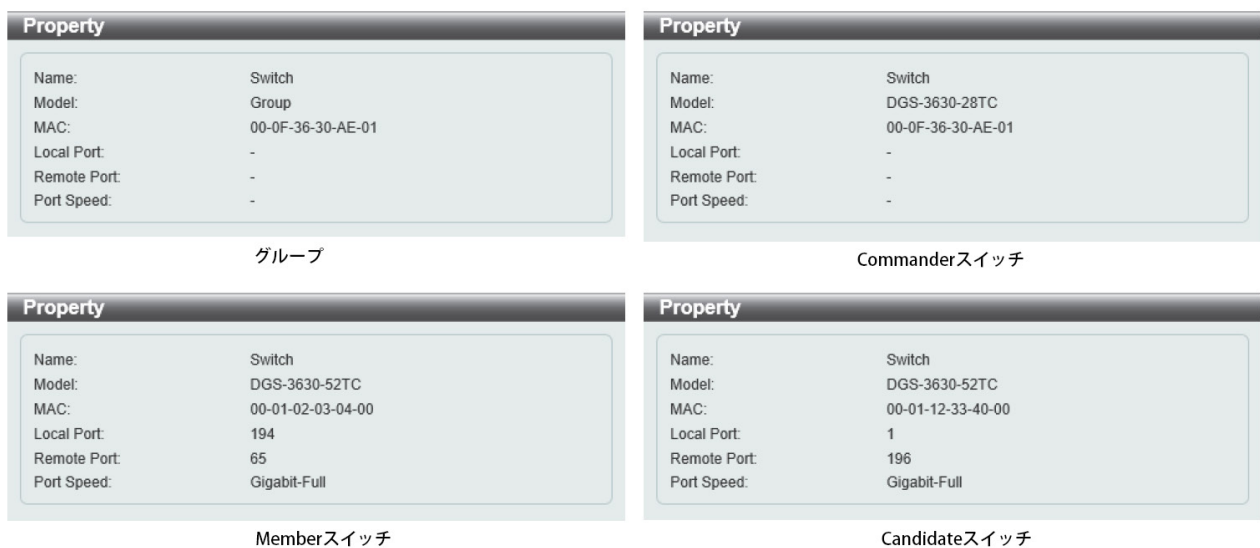 Property
Name: Switch
Model: Group
MAC: 00-0F-36-30-AE-01
Local Port: -
Remote Port: -
Port Speed: -
グループ
Property
Name: Switch
Model: DGS-3630-28TC
MAC: 00-0F-36-30-AE-01
Local Port: -
Remote Port: -
Port Speed: -
Commanderスイッチ
Property
Name: Switch
Model: DGS-3630-52TC
MAC: 00-01-02-03-04-00
Local Port: 194
Remote Port: 65
Port Speed: Gigabit-Full
Memberスイッチ
Property
Name: Switch
Model: DGS-3630-52TC
MAC: 00-01-12-33-40-00
Local Port: 1
Remote Port: 196
Port Speed: Gigabit-Full
Candidateスイッチ